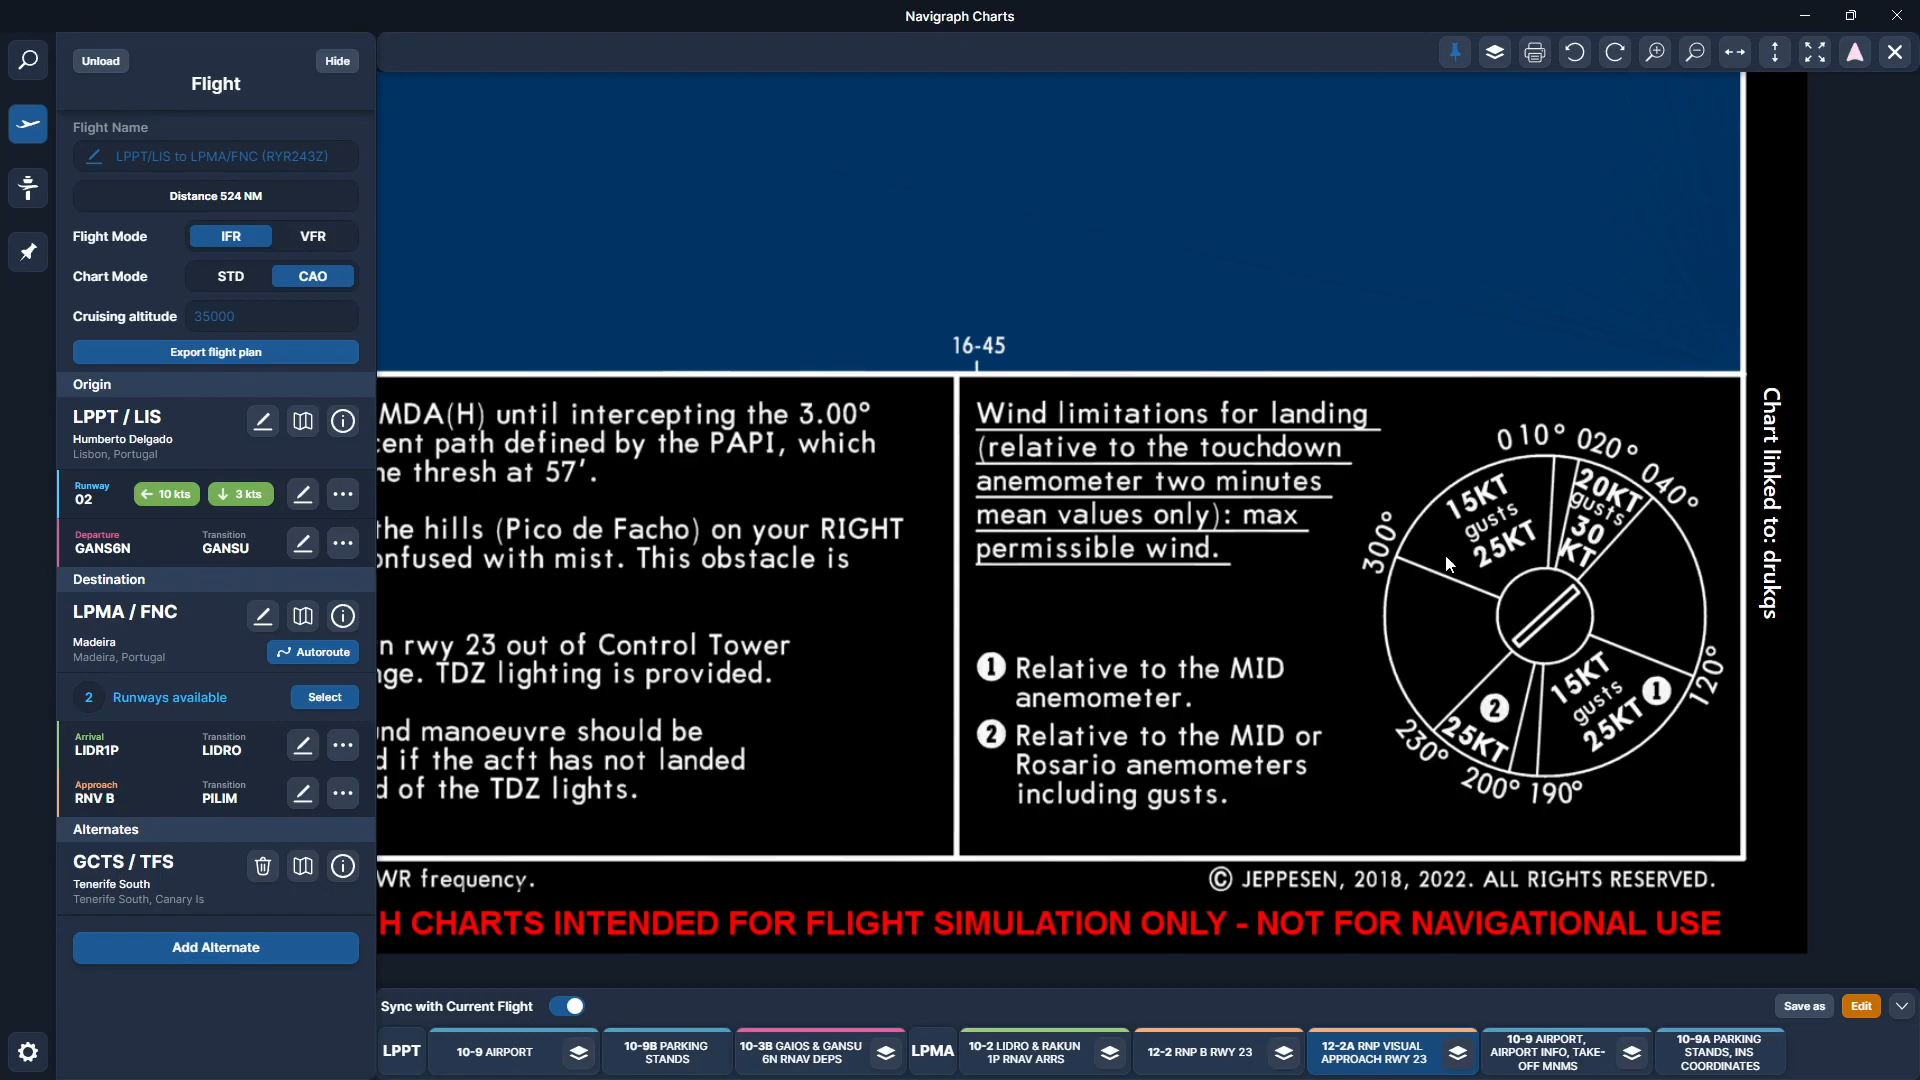 Navigraph Charts
Unload
Hide
Flight
Flight Name
LPPT/LIS to LPMA/FNC (RYR243Z)
Distance 524 NM
Flight Mode
IFR
VFR
Chart Mode
STD
CAO
Cruising altitude
35000
Export flight plan
Origin
LPPT / LIS
Humberto Delgado
Lisbon, Portugal
Runway
02
← 10 kts
↓ 3 kts
Departure
GANS6N
Transition
GANSU
Destination
LPMA / FNC
Madeira
Madeira, Portugal
Autoroute
2
Runways available
Select
Arrival
LIDR1P
Transition
LIDRO
Approach
RNV B
Transition
PILIM
Alternates
GCTS / TFS
Tenerife South
Tenerife South, Canary Is
Add Alternate
16-45
MDA(H) until intercepting the 3.00°
cent path defined by the PAPI, which
he thresh at 57'.
the hills (Pico de Facho) on your RIGHT
onfused with mist. This obstacle is
n rwy 23 out of Control Tower
nge. TDZ lighting is provided.
und manoeuvre should be
d if the acft has not landed
d of the TDZ lights.
Wind limitations for landing
(relative to the touchdown
anemometer two minutes
mean values only): max
permissible wind.
1 Relative to the MID
anemometer.
2 Relative to the MID or
Rosario anemometers
including gusts.
010°
020°
040°
120°
190°
200°
230°
300°
15KT
gusts
25KT
20KT
gusts
30
KT
15KT
gusts
25KT
1
2
25KT
Chart linked to: drukqs
WR frequency.
© JEPPESEN, 2018, 2022. ALL RIGHTS RESERVED.
H CHARTS INTENDED FOR FLIGHT SIMULATION ONLY - NOT FOR NAVIGATIONAL USE
Sync with Current Flight
Save as
Edit
LPPT
10-9 AIRPORT
10-9B PARKING
STANDS
10-3B GAIOS & GANSU
6N RNAV DEPS
LPMA
10-2 LIDRO & RAKUN
1P RNAV ARRS
12-2 RNP B RWY 23
12-2A RNP VISUAL
APPROACH RWY 23
10-9 AIRPORT,
AIRPORT INFO, TAKE-
OFF MNMS
10-9A PARKING
STANDS, INS
COORDINATES